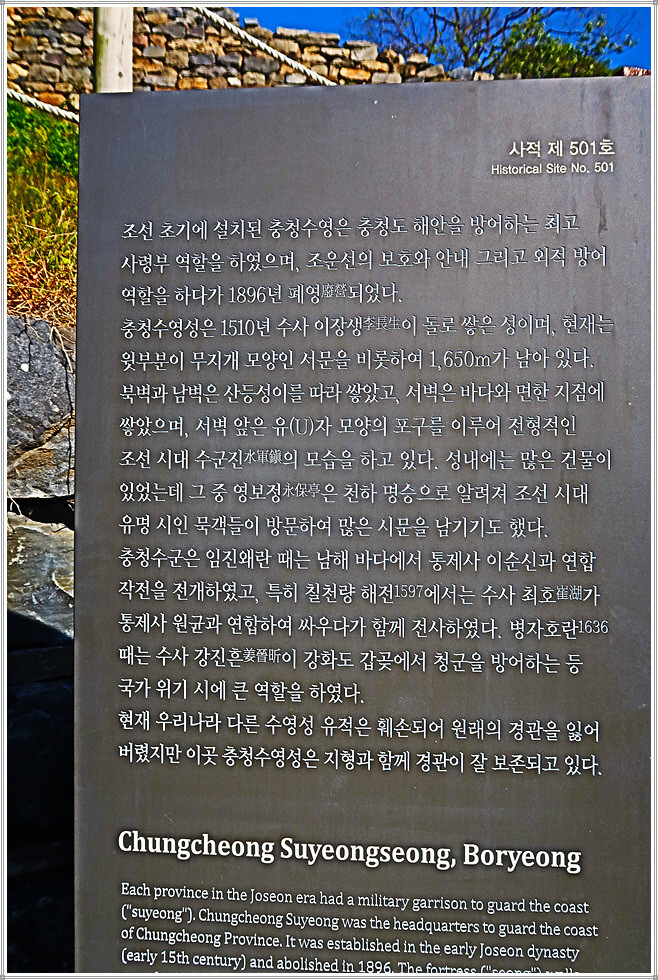 사적 제 501호
Historical Site No. 501
조선 초기에 설치된 충청수영은 충청도 해안을 방어하는 최고
사령부 역할을 하였으며, 조운선의 보호와 안내 그리고 외적 방어
역할을 하다가 1896년 폐영廢營되었다.
충청수영성은 1510년 수사 이장생李長生이 돌로 쌓은 성이며, 현재는
윗부분이 무지개 모양인 서문을 비롯하여 1,650m가 남아 있다.
북벽과 남벽은 산등성이를 따라 쌓았고, 서벽은 바다와 면한 지점에
쌓았으며, 서벽 앞은 유(U)자 모양의 포구를 이루어 전형적인
조선 시대 수군진水軍鎭의 모습을 하고 있다. 성내에는 많은 건물이
있었는데 그 중 영보정永保亭은 천하 명승으로 알려져 조선 시대
유명 시인 묵객들이 방문하여 많은 시문을 남기기도 했다.
충청수군은 임진왜란 때는 남해 바다에서 통제사 이순신과 연합
작전을 전개하였고, 특히 칠천량 해전1597에서는 수사 최호崔湖가
통제사 원균과 연합하여 싸우다가 함께 전사하였다. 병자호란1636
때는 수사 강진흔姜晉昕이 강화도 갑곶에서 청군을 방어하는 등
국가 위기 시에 큰 역할을 하였다.
현재 우리나라 다른 수영성 유적은 훼손되어 원래의 경관을 잃어
버렸지만 이곳 충청수영성은 지형과 함께 경관이 잘 보존되고 있다.
Chungcheong Suyeongseong, Boryeong
Each province in the Joseon era had a military garrison to guard the coast
("suyeong"). Chungcheong Suyeong was the headquarters to guard the coast
of Chungcheong Province. It was established in the early Joseon dynasty
(early 15th century) and abolished in 1896. The fortress ("seong")